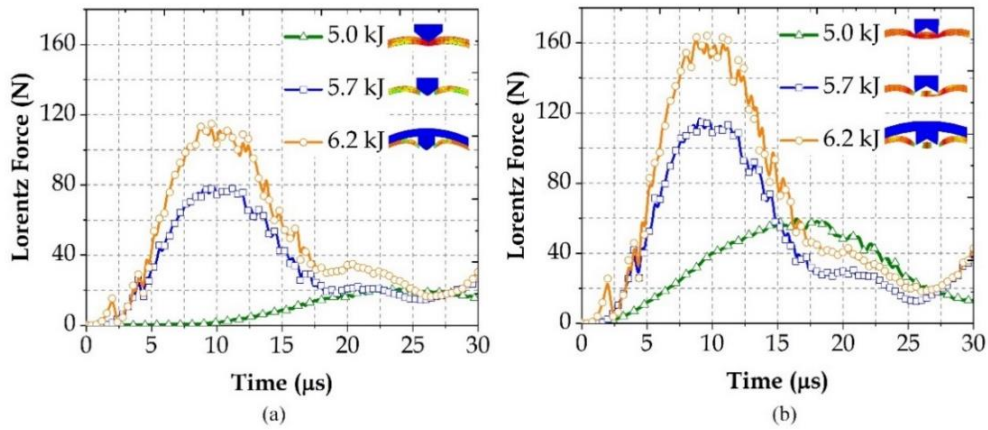 160
120
80
40
0
Lorentz Force (N)
5.0 kJ
5.7 kJ
6.2 kJ
0 5 10 15 20 25 30
Time (μs)
(a)
160
120
80
40
0
Lorentz Force (N)
5.0 kJ
5.7 kJ
6.2 kJ
0 5 10 15 20 25 30
Time (μs)
(b)